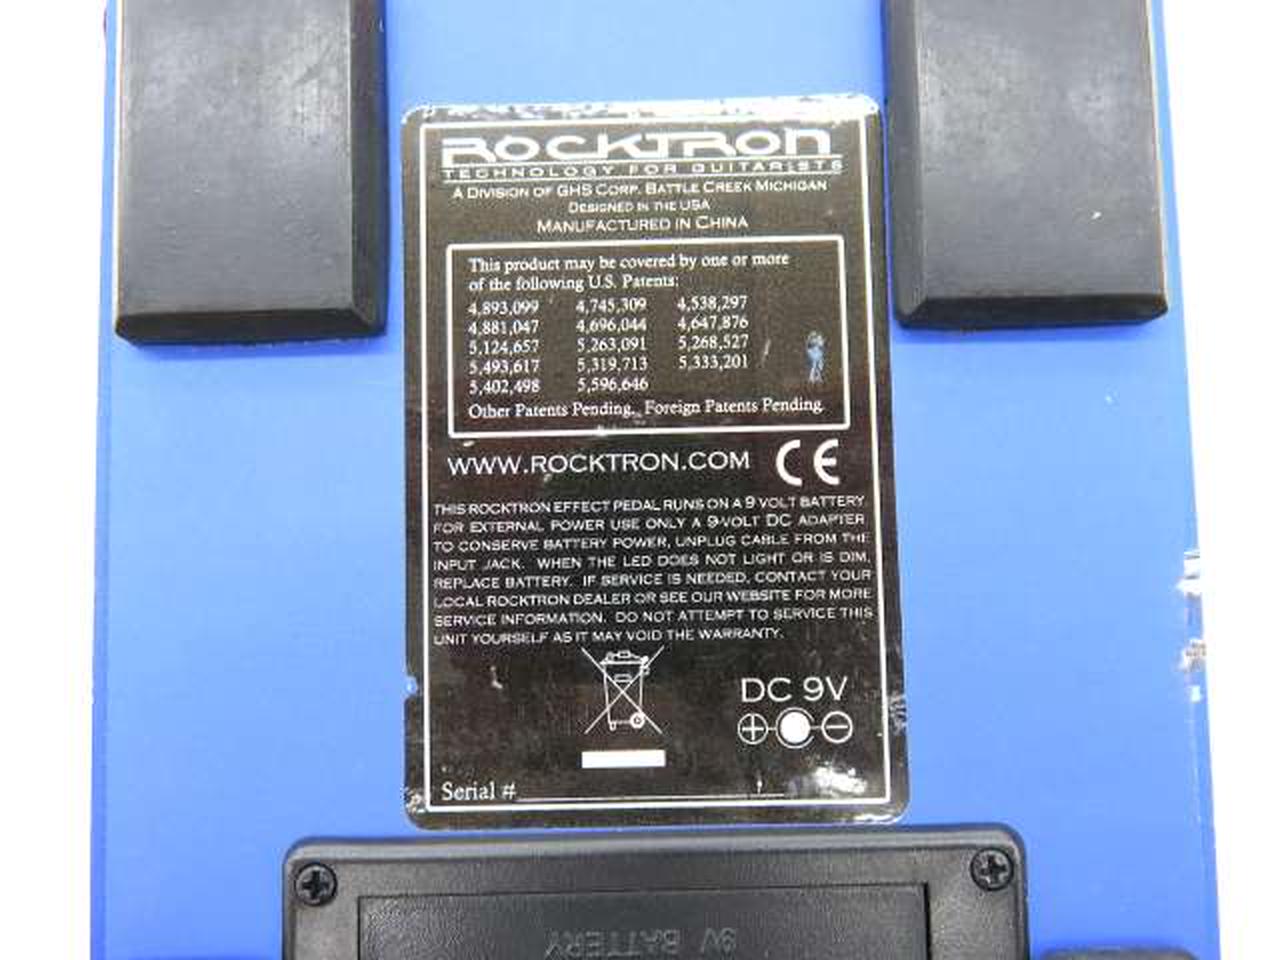 ROCKTRON
TECHNOLOGY FOR GUITARISTS
A DIVISION OF GHS CORP. BATTLE CREEK MICHIGAN
DESIGNED IN THE USA
MANUFACTURED IN CHINA
This product may be covered by one or more
of the following U.S. Patents:
4,893,099 4,745,309 4,538,297
4,881,047 4,696,044 4,647,876
5,124,657 5,263,091 5,268,527
5,493,617 5,319,713 5,333,201
5,402,498 5,596,646
Other Patents Pending. Foreign Patents Pending
WWW.ROCKTRON.COM CE
THIS ROCKTRON EFFECT PEDAL RUNS ON A 9 VOLT BATTERY.
FOR EXTERNAL POWER USE ONLY A 9-VOLT DC ADAPTER.
TO CONSERVE BATTERY POWER, UNPLUG CABLE FROM THE
INPUT JACK. WHEN THE LED DOES NOT LIGHT OR IS DIM,
REPLACE BATTERY. IF SERVICE IS NEEDED, CONTACT YOUR
LOCAL ROCKTRON DEALER OR SEE OUR WEBSITE FOR MORE
SERVICE INFORMATION. DO NOT ATTEMPT TO SERVICE THIS
UNIT YOURSELF AS IT MAY VOID THE WARRANTY.
DC 9V
Serial #
9V BATTERY